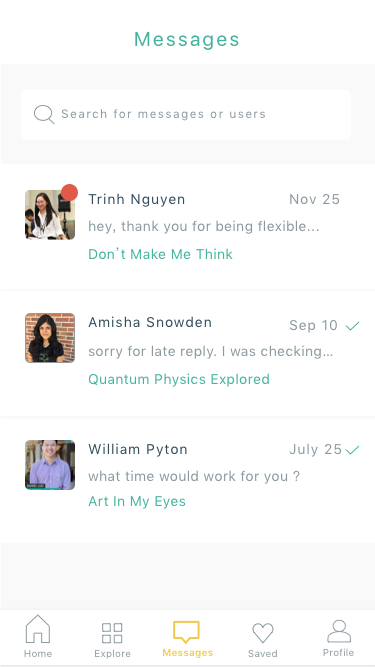 Messages
Search for messages or users
Trinh Nguyen Nov 25
hey, thank you for being flexible...
Don't Make Me Think
Amisha Snowden Sep 10
sorry for late reply. I was checking...
Quantum Physics Explored
William Pyton July 25
what time would work for you ?
Art In My Eyes
Home Explore Messages Saved Profile